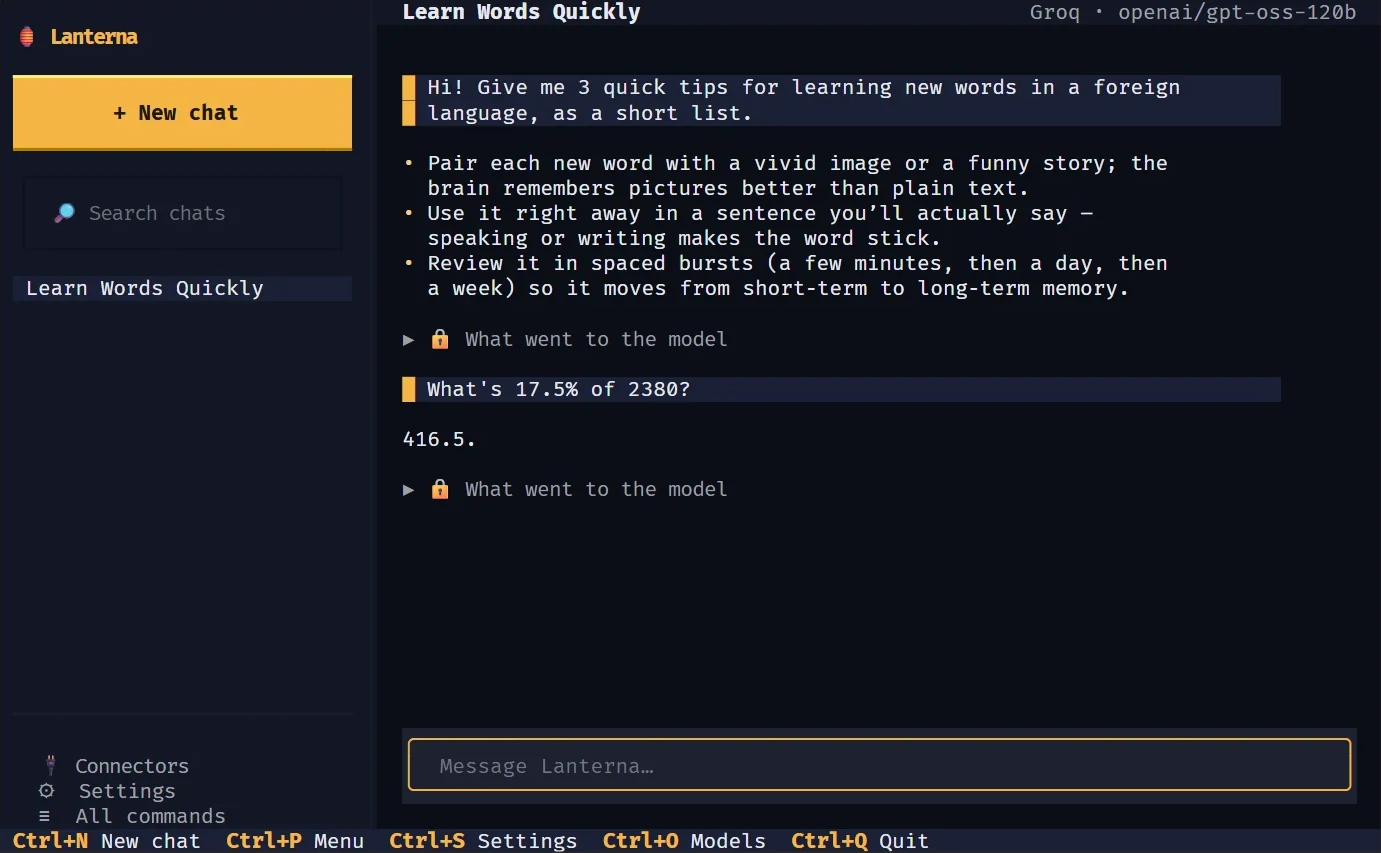 Lanterna
+ New chat
Search chats
Learn Words Quickly
Connectors
Settings
All commands
Learn Words Quickly
Groq · openai/gpt-oss-120b
Hi! Give me 3 quick tips for learning new words in a foreign
language, as a short list.
• Pair each new word with a vivid image or a funny story; the
brain remembers pictures better than plain text.
• Use it right away in a sentence you’ll actually say —
speaking or writing makes the word stick.
• Review it in spaced bursts (a few minutes, then a day, then
a week) so it moves from short-term to long-term memory.
▶ 🔒 What went to the model
What's 17.5% of 2380?
416.5.
▶ 🔒 What went to the model
Message Lanterna…
Ctrl+N New chat Ctrl+P Menu Ctrl+S Settings Ctrl+O Models Ctrl+Q Quit